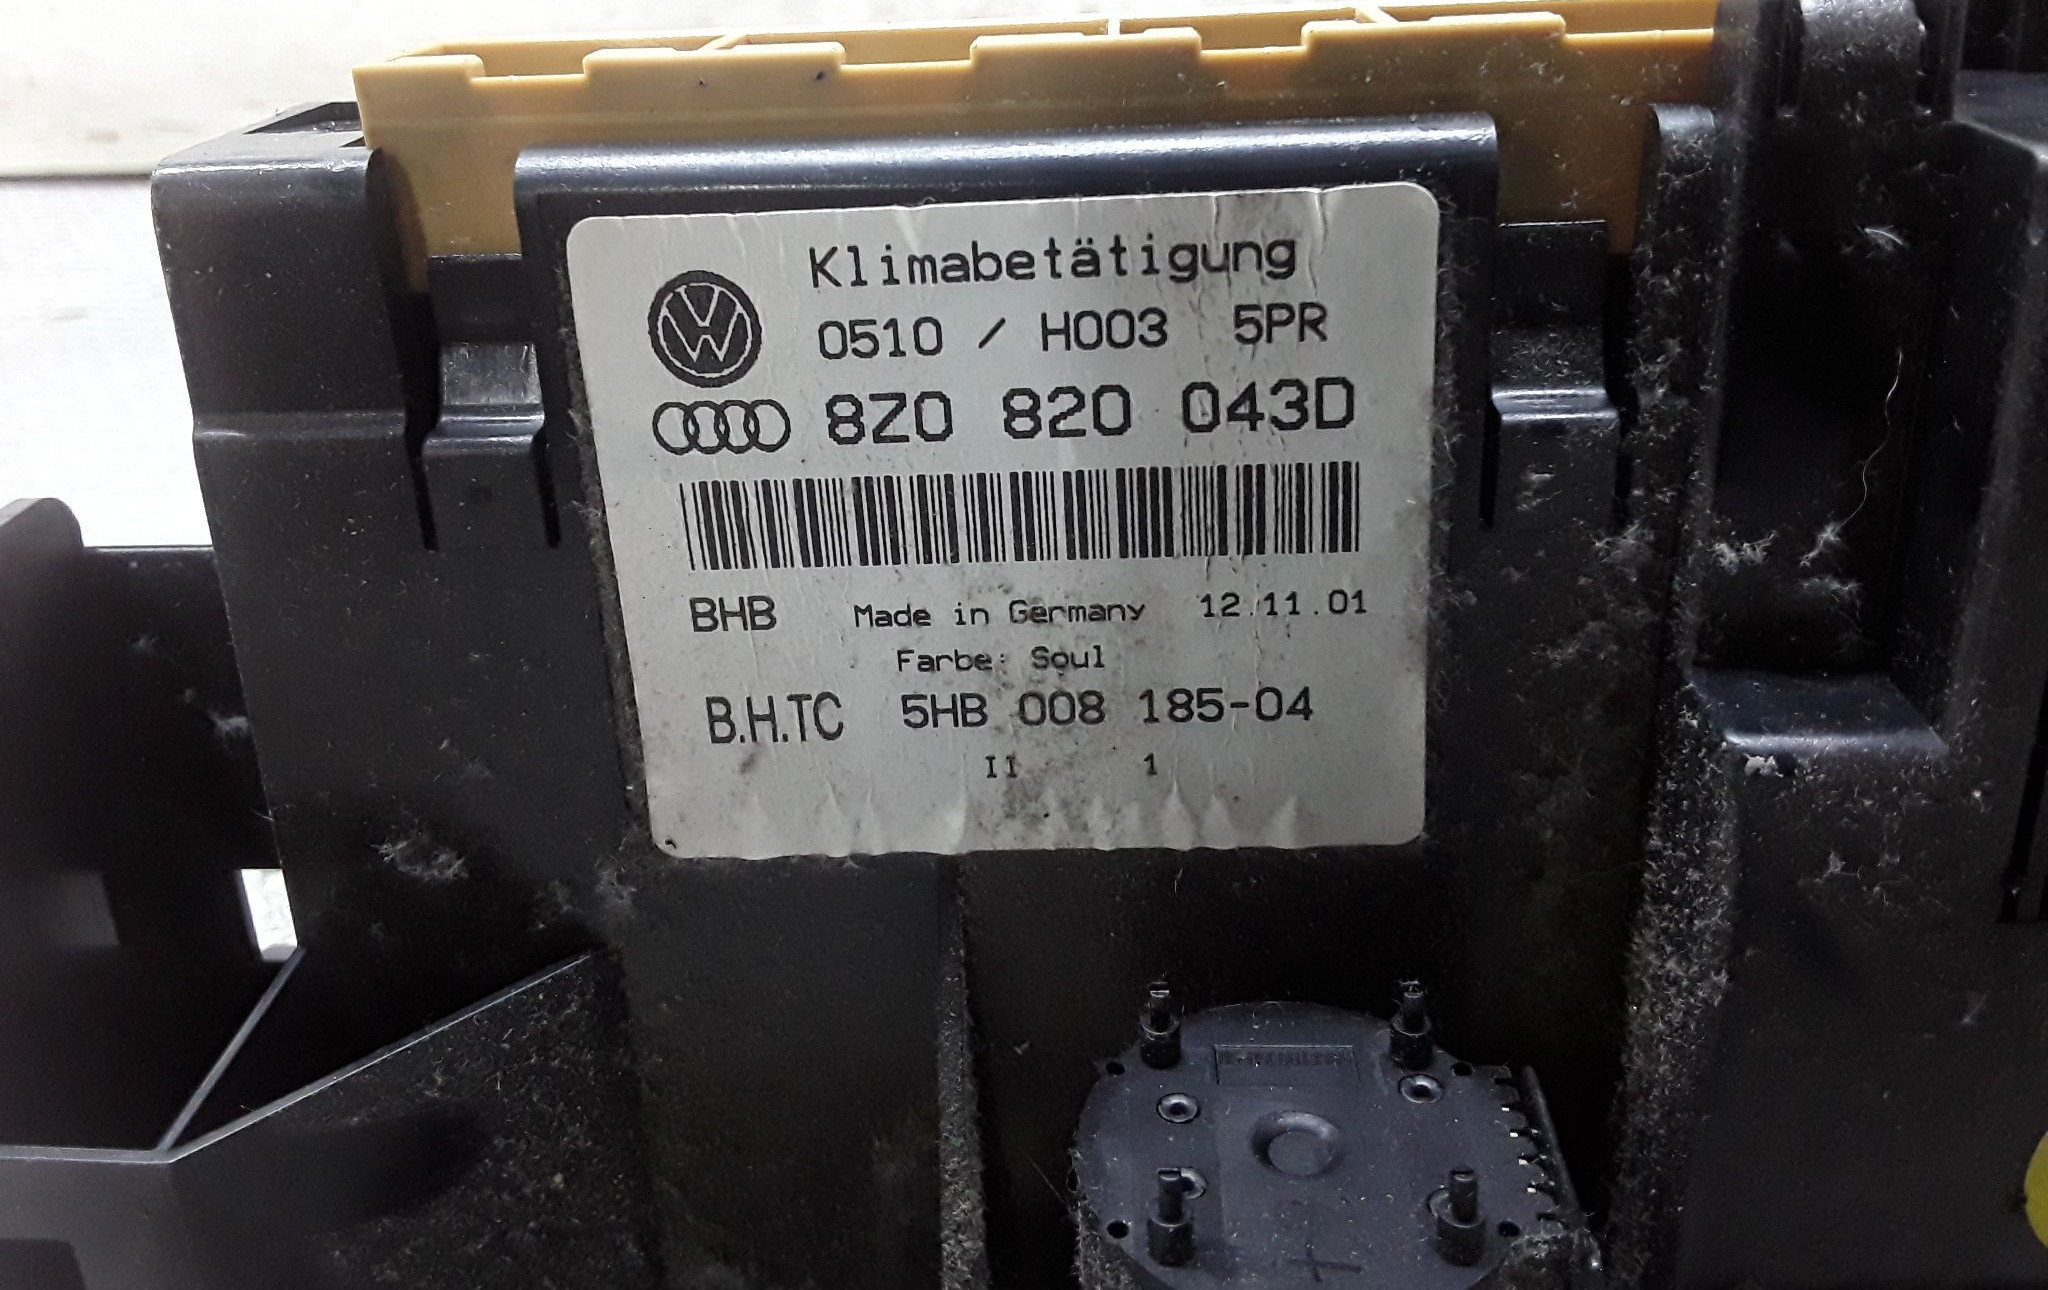 Klimabetätigung
0510 / H003 5PR
8Z0 820 043D
BHB Made in Germany 12.11.01
Farbe: Soul
B.H.TC 5HB 008 185-04
II 1